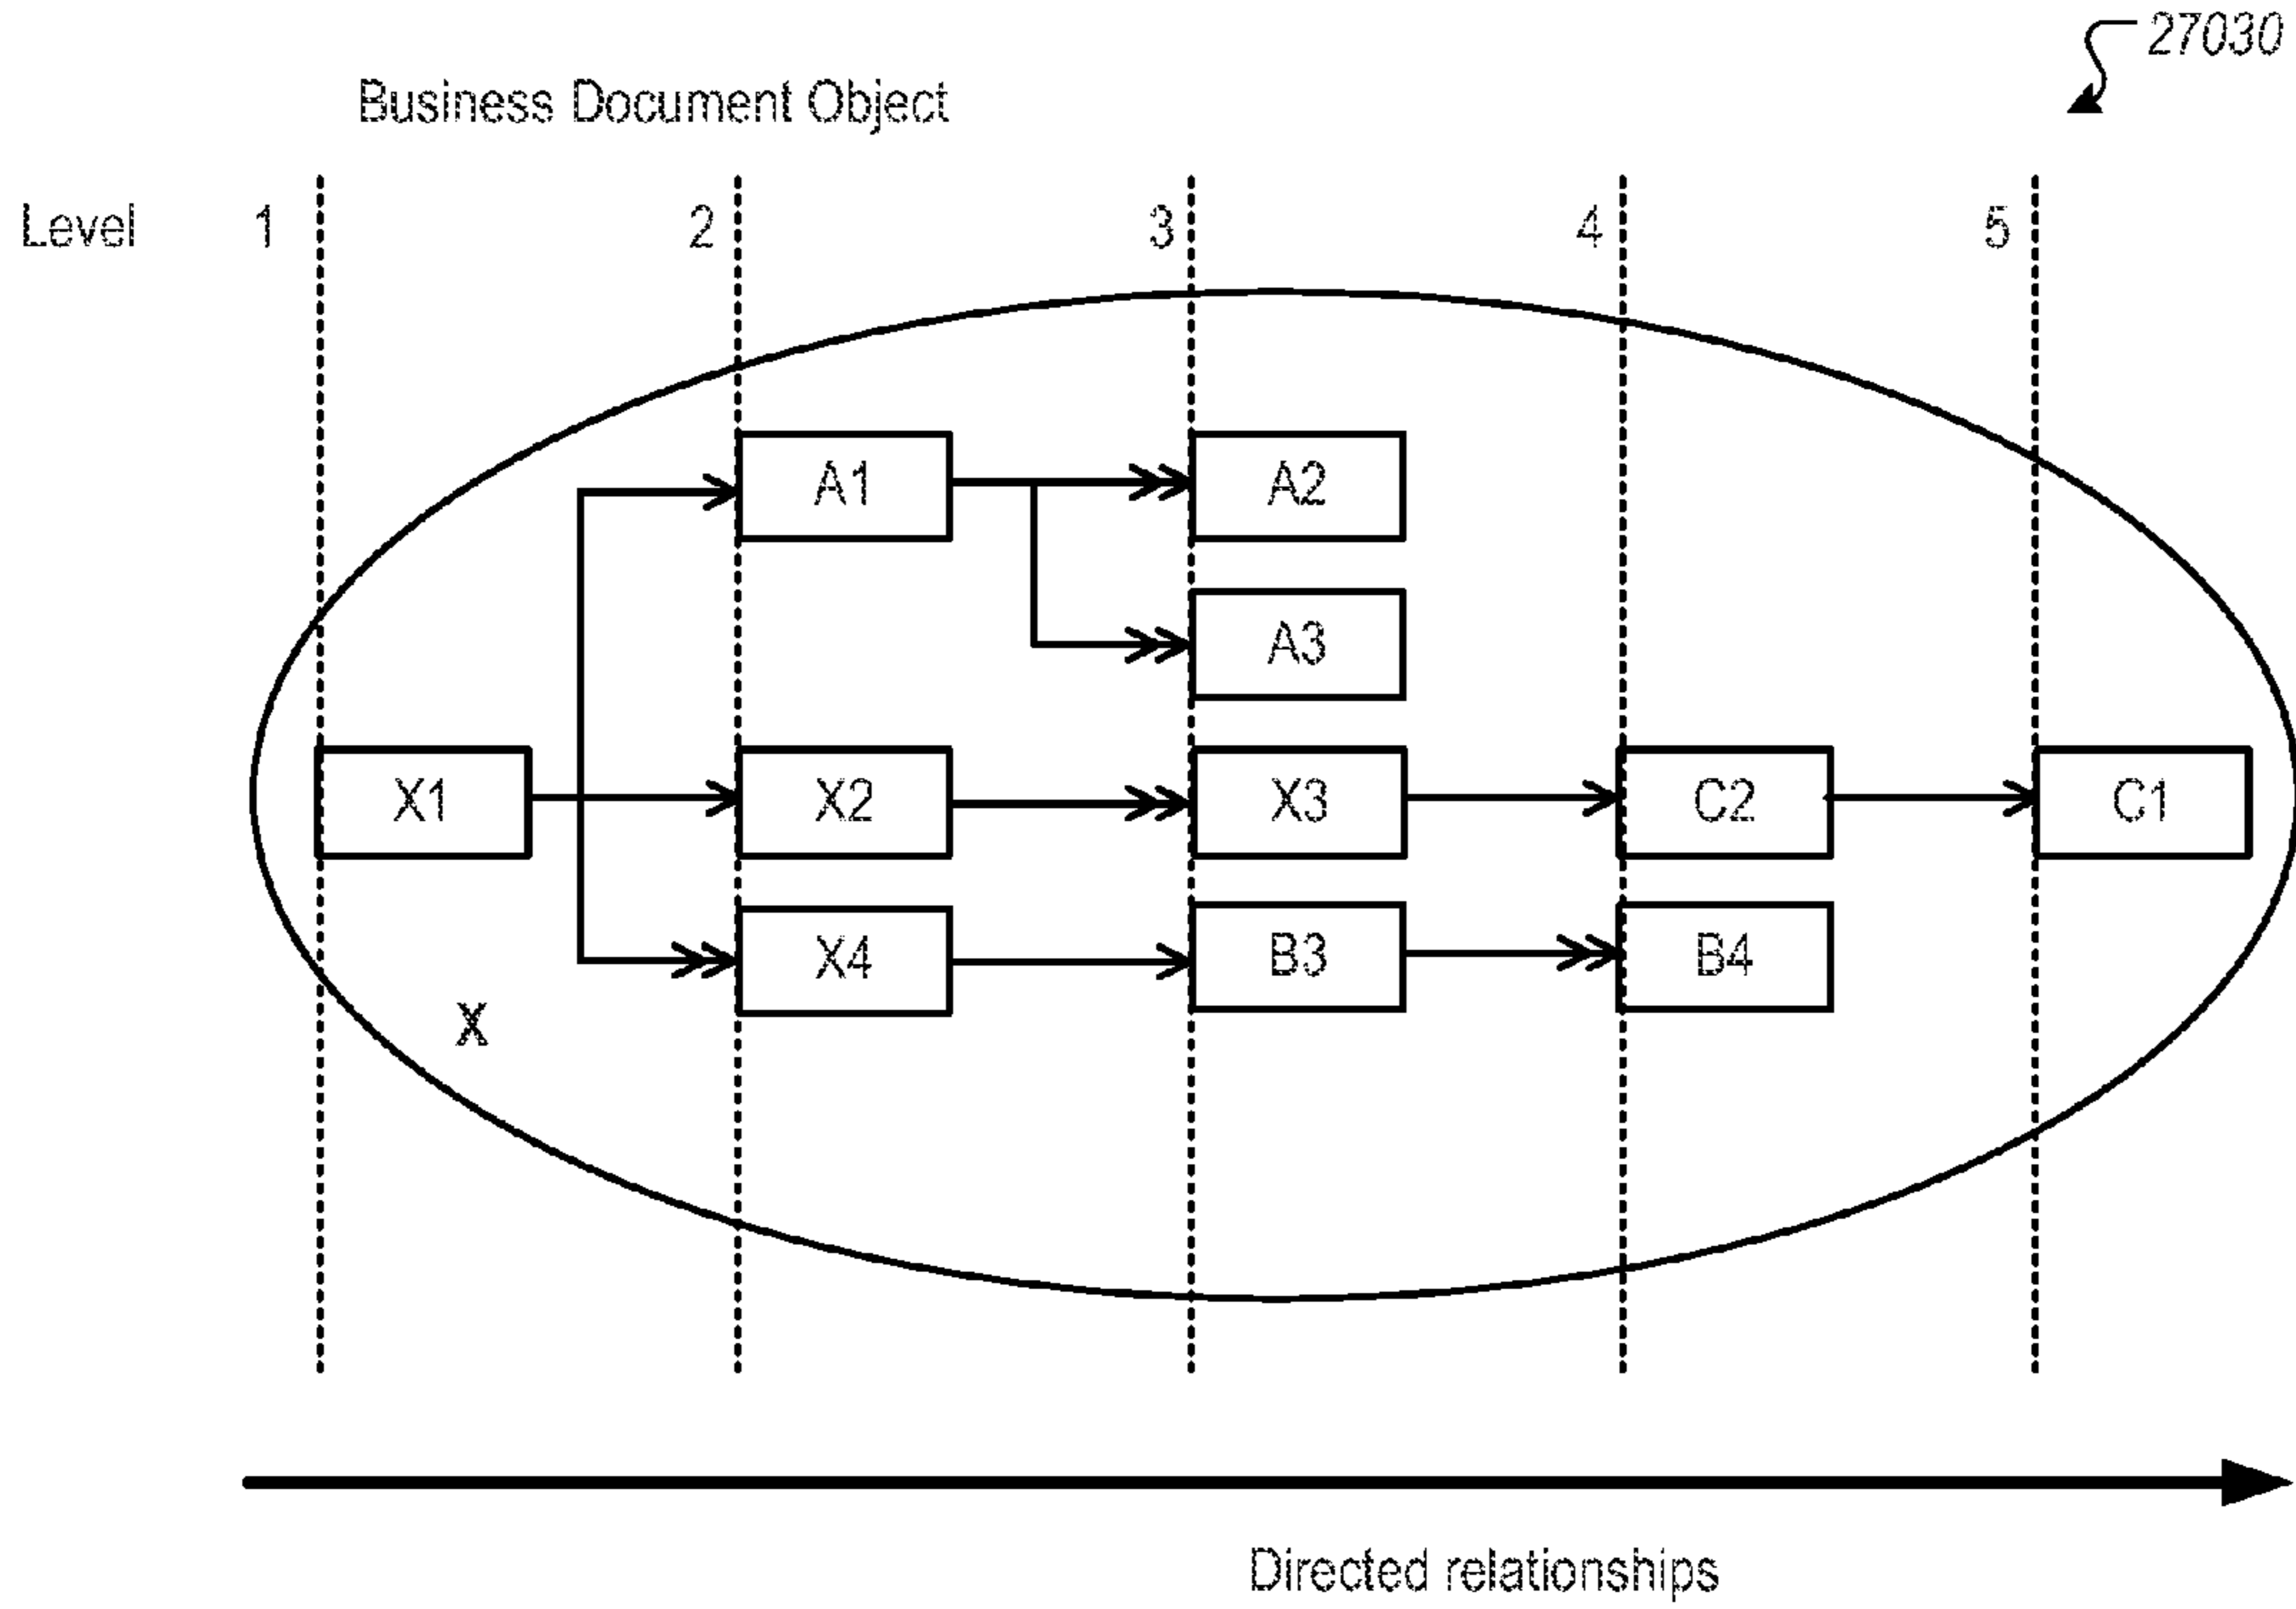 27030
Business Document Object
Level 1 2 3 4 5
A1 A2
A3
X1 X2 X3 C2 C1
X4 B3 B4
X
Directed relationships